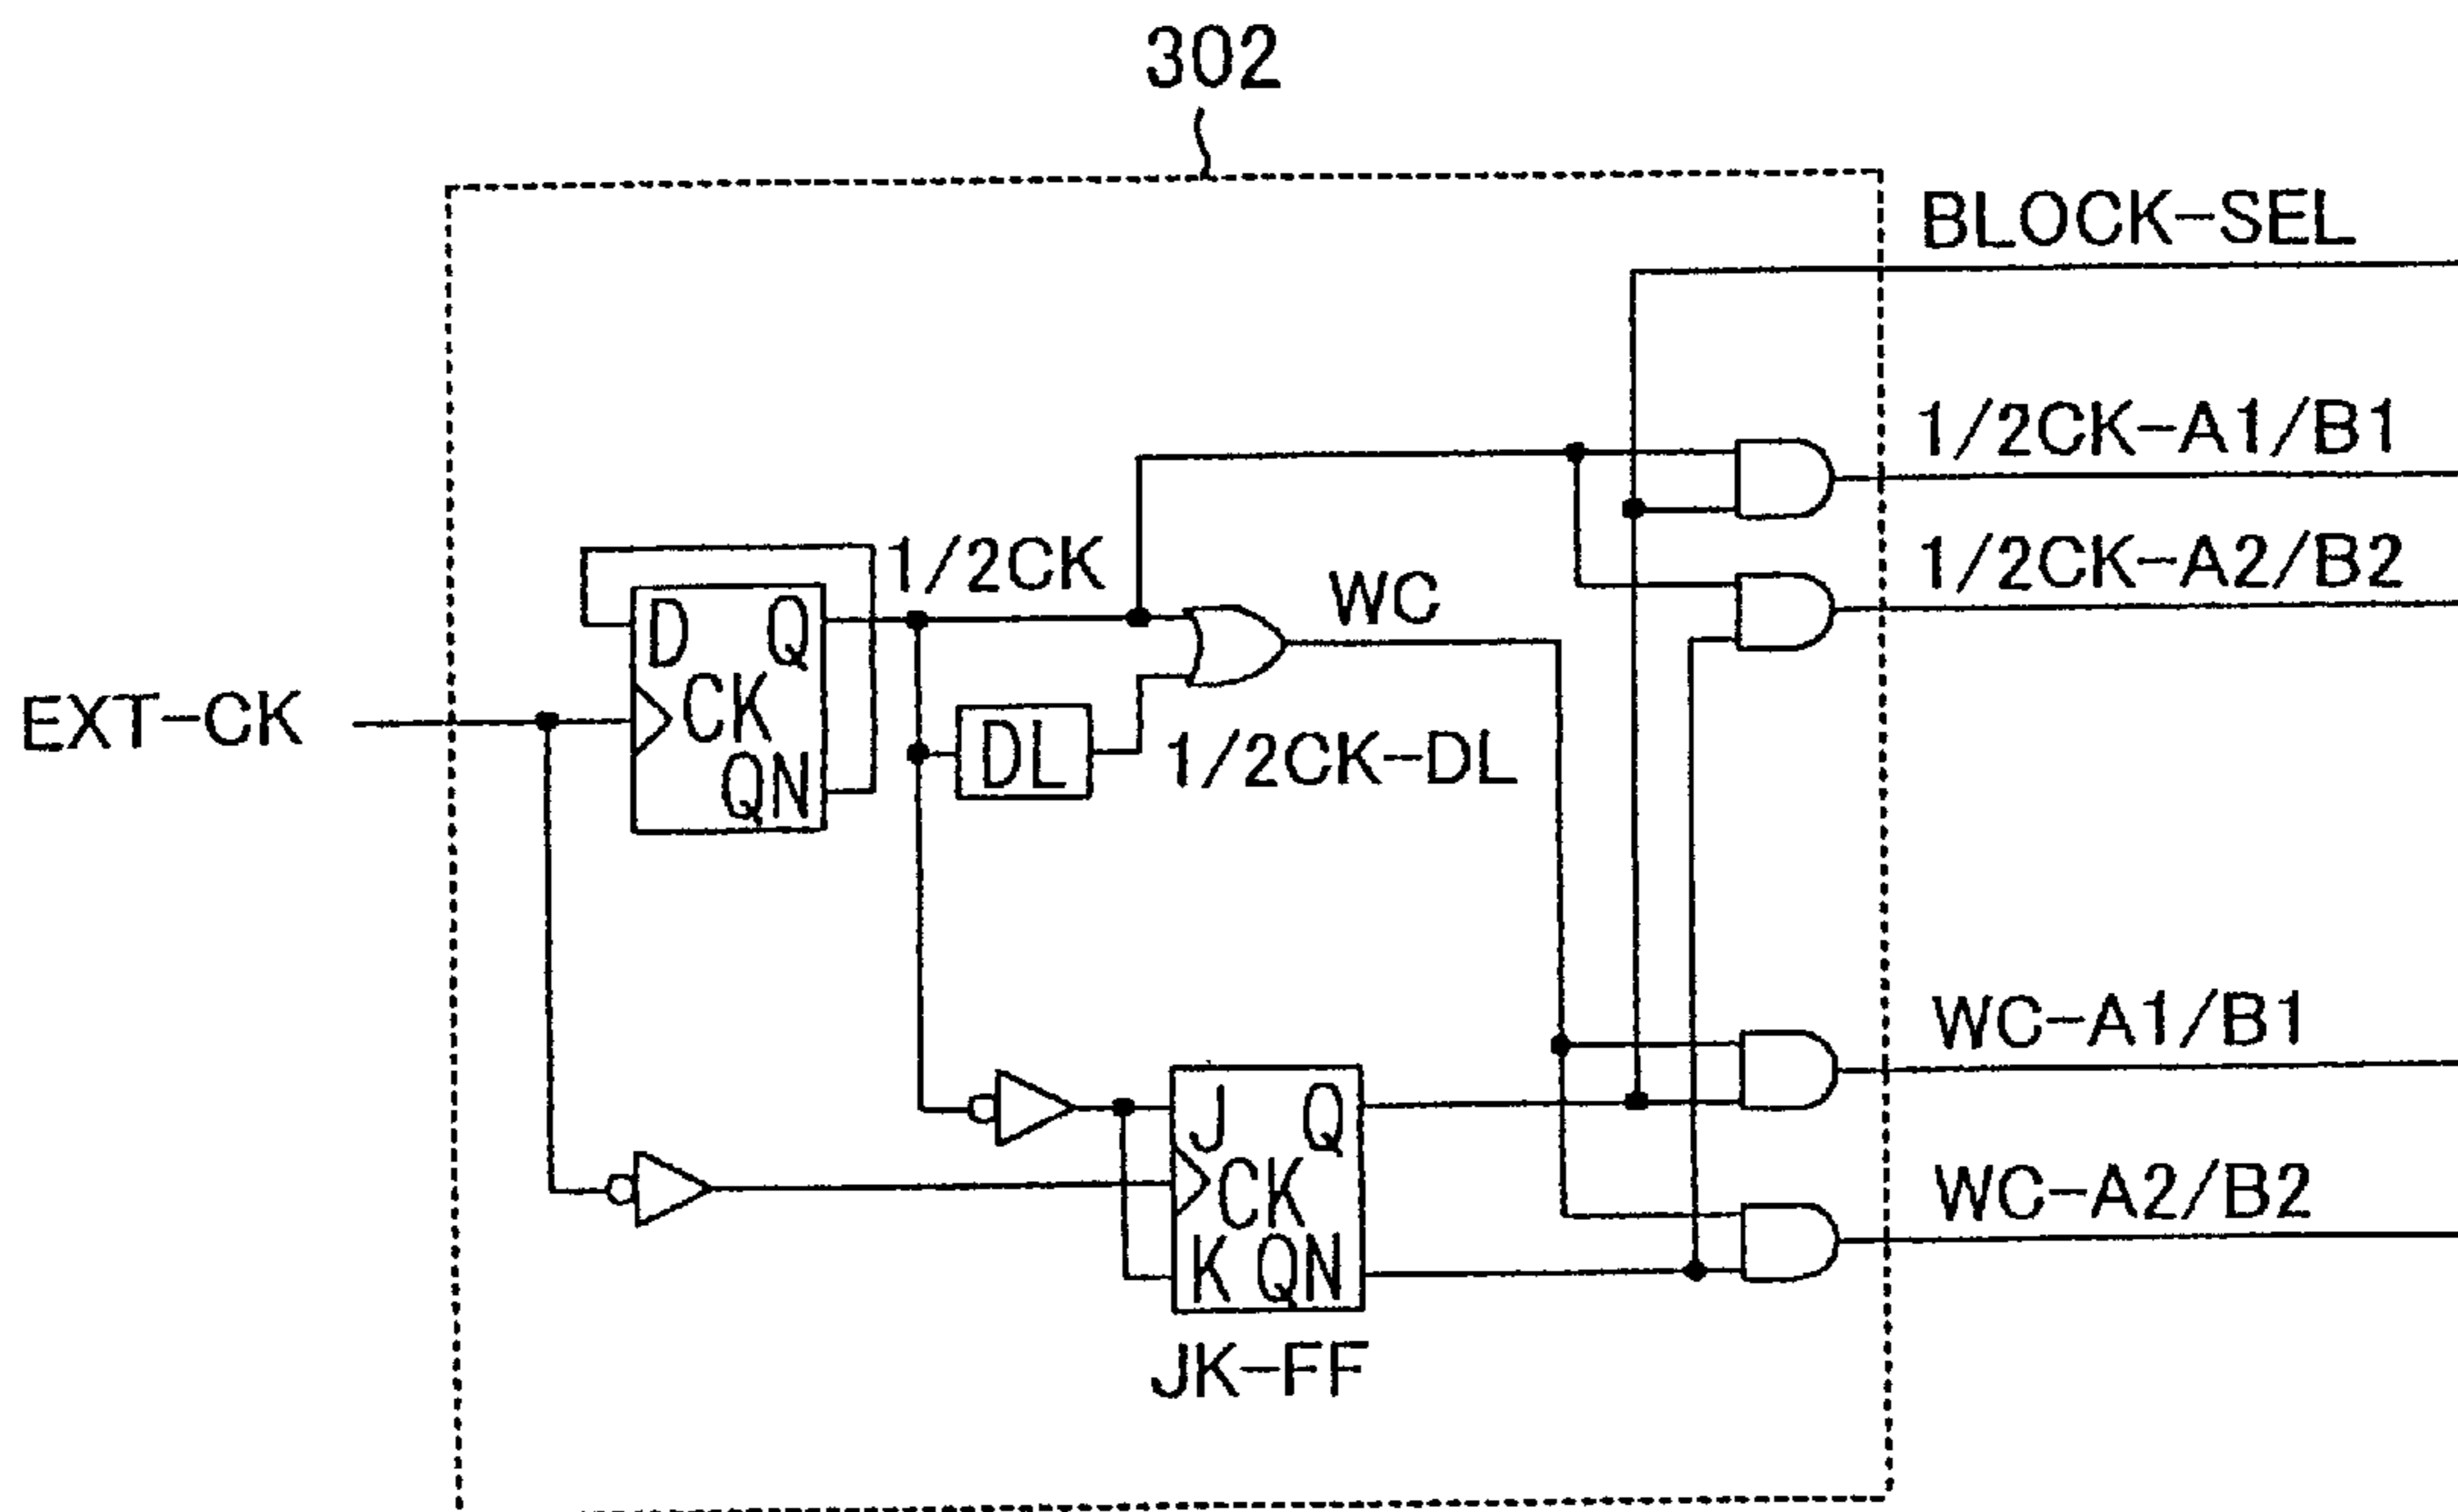 302
BLOCK-SEL
1/2CK-A1/B1
1/2CK-A2/B2
1/2CK
WC
D Q
CK
QN
EXT-CK
DL
1/2CK-DL
WC-A1/B1
J Q
CK
K QN
WC-A2/B2
JK-FF